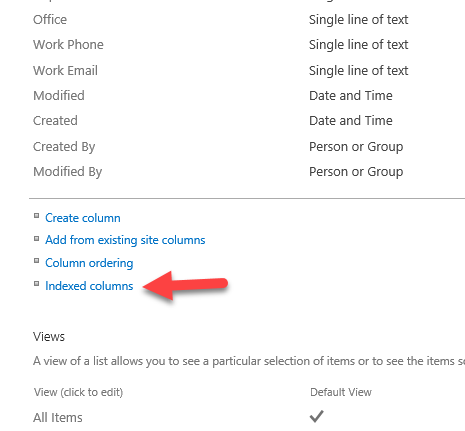 Office Single line of text
Work Phone Single line of text
Work Email Single line of text
Modified Date and Time
Created Date and Time
Created By Person or Group
Modified By Person or Group
Create column
Add from existing site columns
Column ordering
Indexed columns
Views
A view of a list allows you to see a particular selection of items or to see the items
View (click to edit) Default View
All Items